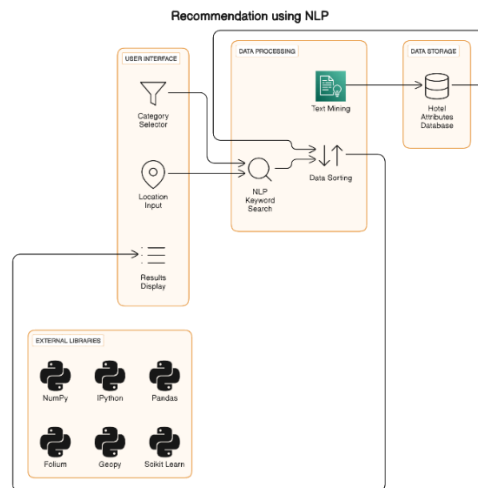 Recommendation using NLP
USER INTERFACE
DATA PROCESSING
DATA STORAGE
Category
Selector
Text Mining
Hotel
Attributes
Database
Location
Input
NLP
Keyword
Search
Data Sorting
Results
Display
EXTERNAL LIBRARIES
NumPy
IPython
Pandas
Folium
Geopy
Scikit Learn